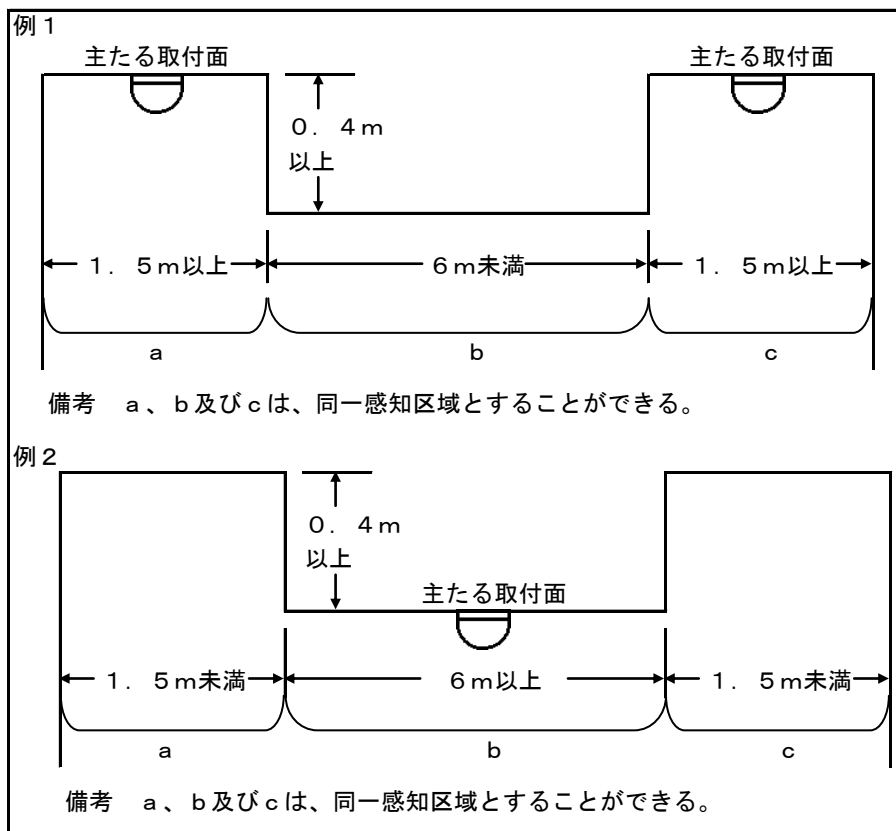 例１
主たる取付面
主たる取付面
０．４ｍ
以上
１．５ｍ以上
６ｍ未満
１．５ｍ以上
ａ
ｂ
ｃ
備考　ａ、ｂ及びｃは、同一感知区域とすることができる。
例２
０．４ｍ
以上
主たる取付面
１．５ｍ未満
６ｍ以上
１．５ｍ未満
ａ
ｂ
ｃ
備考　ａ、ｂ及びｃは、同一感知区域とすることができる。